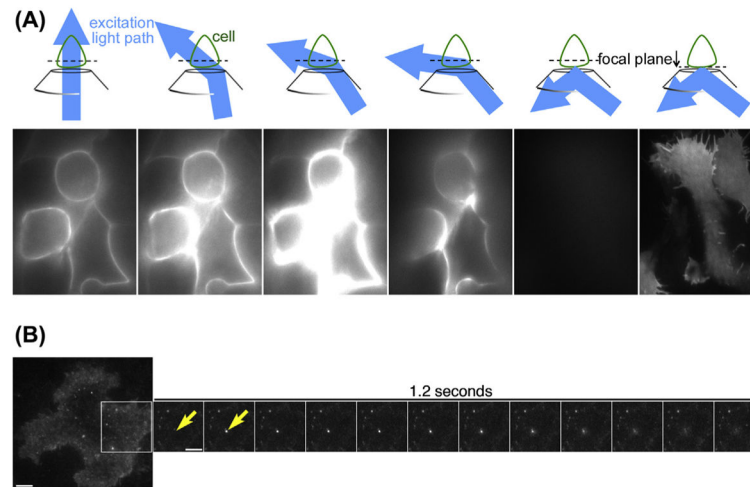 (A)
excitation
light path
cell
focal plane
(B)
1.2 seconds